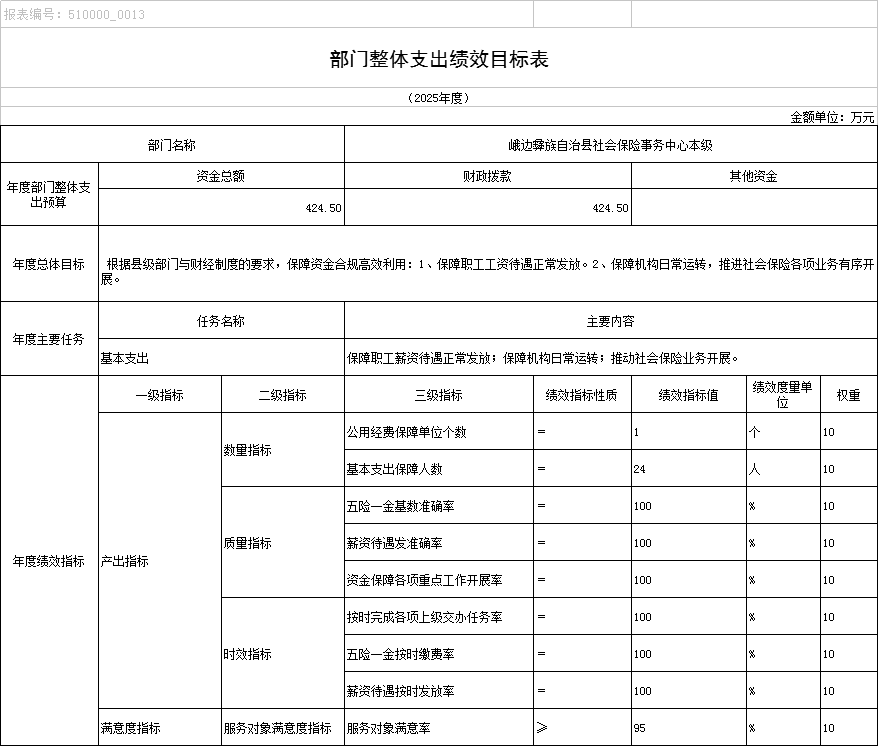 报表编号：510000_0013
部门整体支出绩效目标表
（2025年度）
金额单位：万元
部门名称 峨边彝族自治县社会保险事务中心本级
年度部门整体支
出预算
资金总额 财政拨款 其他资金
424.50 424.50
年度总体目标
根据县级部门与财经制度的要求，保障资金合规高效利用：1、保障职工工资待遇正常发放。2、保障机构日常运转，推进社会保险各项业务有序开
展。
年度主要任务
任务名称 主要内容
基本支出 保障职工薪资待遇正常发放；保障机构日常运转；推动社会保险业务开展。
年度绩效指标
一级指标 二级指标 三级指标 绩效指标性质 绩效指标值 绩效度量单
位 权重
产出指标
数量指标
公用经费保障单位个数 ＝ 1 个 10
基本支出保障人数 ＝ 24 人 10
质量指标
五险一金基数准确率 ＝ 100 % 10
薪资待遇发准确率 ＝ 100 % 10
资金保障各项重点工作开展率 ＝ 100 % 10
时效指标
按时完成各项上级交办任务率 ＝ 100 % 10
五险一金按时缴费率 ＝ 100 % 10
薪资待遇按时发放率 ＝ 100 % 10
满意度指标 服务对象满意度指标 服务对象满意率 ≥ 95 % 10